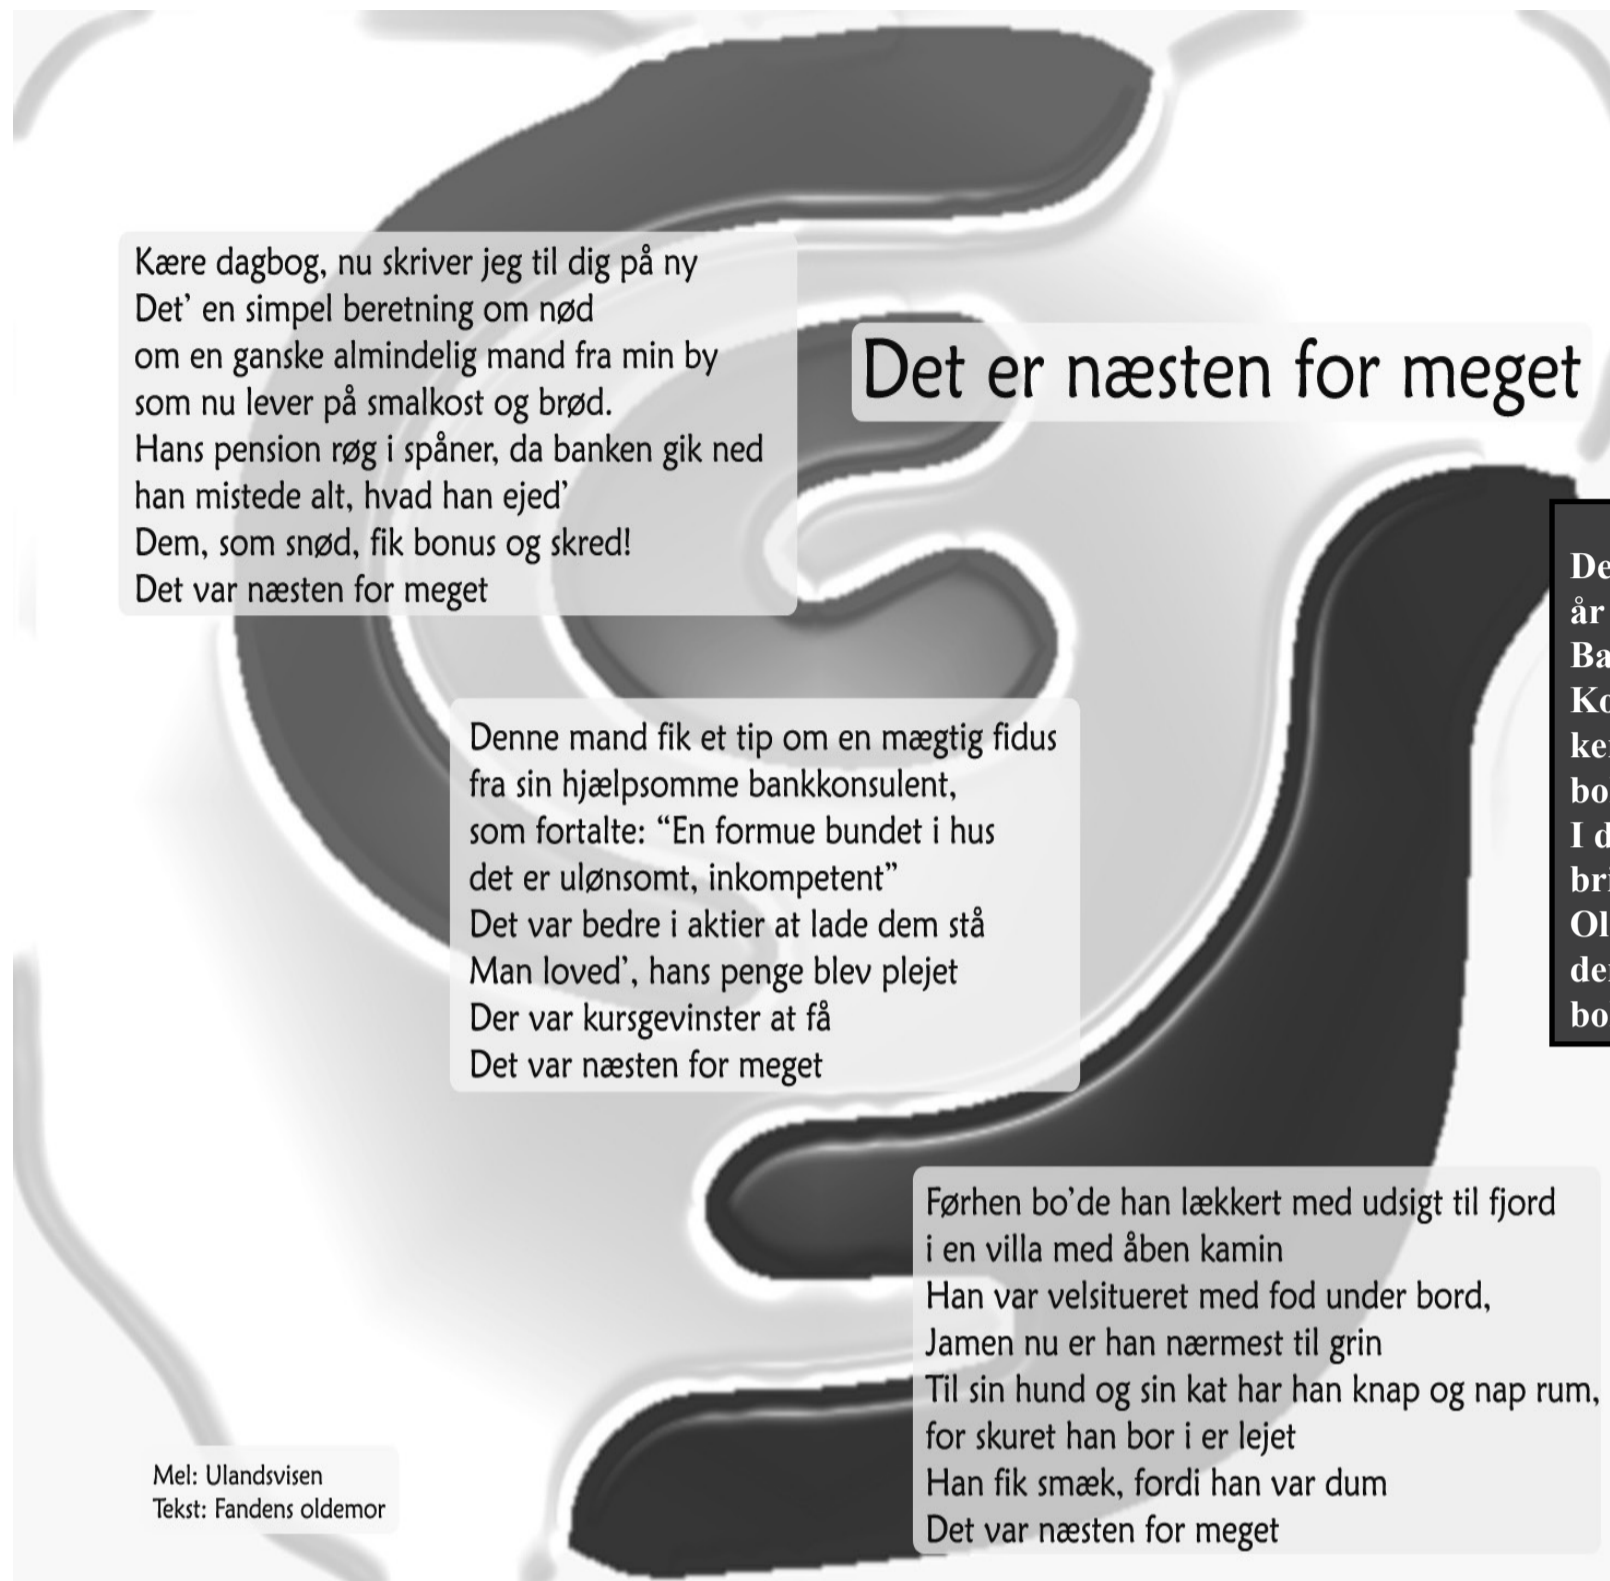 Det er næsten for meget
Kære dagbog, nu skriver jeg til dig på ny
Det’ en simpel beretning om nød
om en ganske almindelig mand fra min by
som nu lever på smalkost og brød.
Hans pension røg i spåner, da banken gik ned
han mistede alt, hvad han ejed’
Dem, som snød, fik bonus og skred!
Det var næsten for meget
Denne mand fik et tip om en mægtig fidus
fra sin hjælpsomme bankkonsulent,
som fortalte: “En formue bundet i hus
det er ulønsomt, inkompetent”
Det var bedre i aktier at lade dem stå
Man loved’, hans penge blev plejet
Der var kursgevinster at få
Det var næsten for meget
Førhen bo’de han lækkert med udsigt til fjord
i en villa med åben kamin
Han var velsitueret med fod under bord,
Jamen nu er han nærmest til grin
Til sin hund og sin kat har han knap og nap rum,
for skuret han bor i er lejet
Han fik smæk, fordi han var dum
Det var næsten for meget
Mel: Ulandsvisen
Tekst: Fandens oldemor
år
I